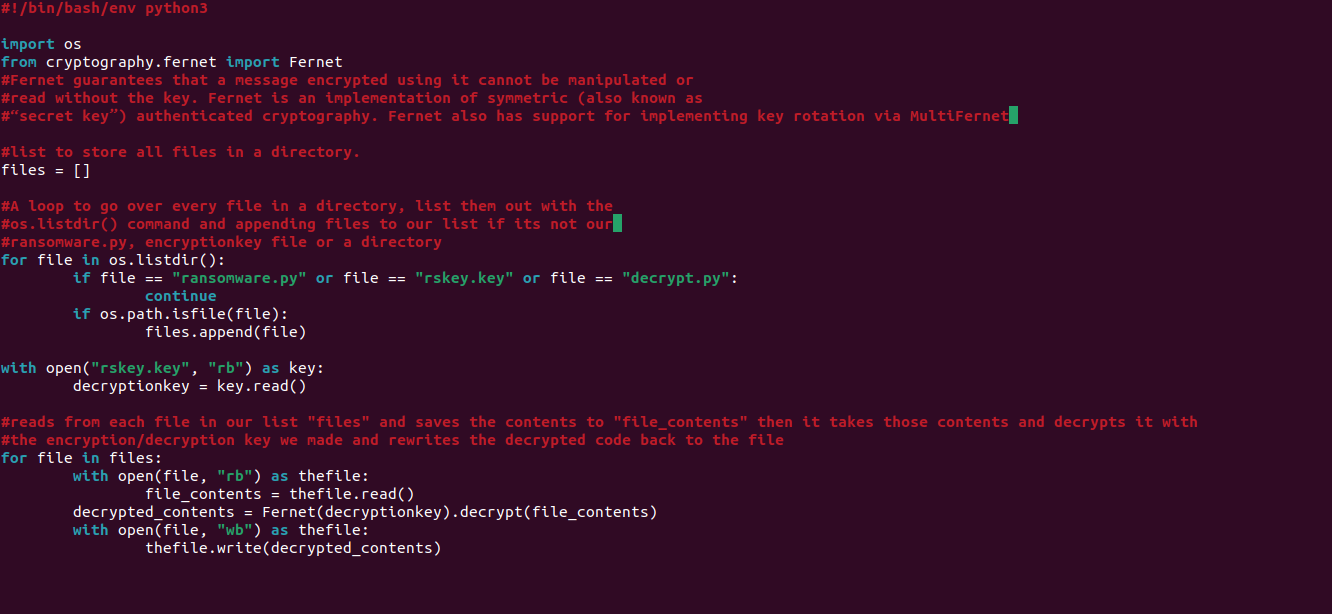 #!/bin/bash/env python3
import os
from cryptography.fernet import Fernet
#Fernet guarantees that a message encrypted using it cannot be manipulated or
#read without the key. Fernet is an implementation of symmetric (also known as
#“secret key”) authenticated cryptography. Fernet also has support for implementing key rotation via MultiFernet
#list to store all files in a directory.
files = []
#A loop to go over every file in a directory, list them out with the
#os.listdir() command and appending files to our list if its not our
#ransomware.py, encryptionkey file or a directory
for file in os.listdir():
        if file == "ransomware.py" or file == "rskey.key" or file == "decrypt.py":
                continue
        if os.path.isfile(file):
                files.append(file)
with open("rskey.key", "rb") as key:
        decryptionkey = key.read()
#reads from each file in our list "files" and saves the contents to "file_contents" then it takes those contents and decrypts it with
#the encryption/decryption key we made and rewrites the decrypted code back to the file
for file in files:
        with open(file, "rb") as thefile:
                file_contents = thefile.read()
        decrypted_contents = Fernet(decryptionkey).decrypt(file_contents)
        with open(file, "wb") as thefile:
                thefile.write(decrypted_contents)